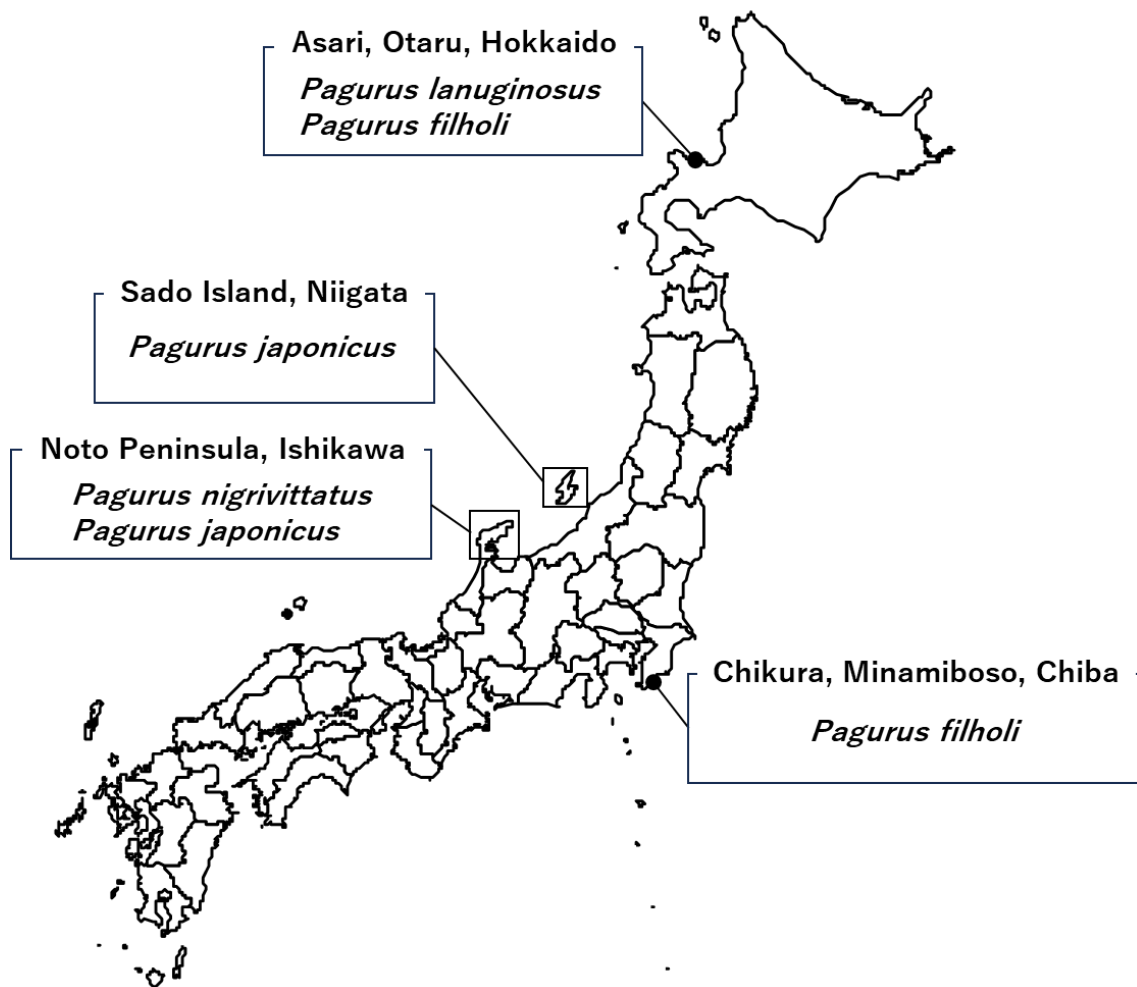 Asari, Otaru, Hokkaido
Pagurus lanuginosus
Pagurus filholi
Sado Island, Niigata
Pagurus japonicus
Noto Peninsula, Ishikawa
Pagurus nigrivittatus
Pagurus japonicus
Chikura, Minamiboso, Chiba
Pagurus filholi